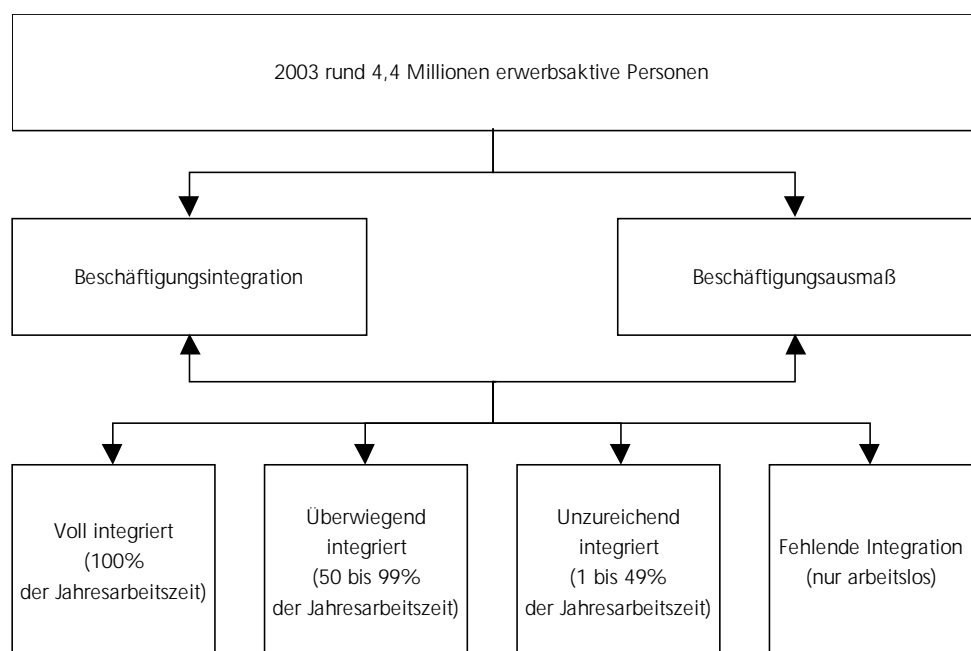 2003 rund 4,4 Millionen erwerbsaktive Personen
Beschäftigungsintegration
Beschäftigungsausmaß
Voll integriert
(100%
der Jahresarbeitszeit)
Überwiegend
integriert
(50 bis 99%
der Jahresarbeitszeit)
Unzureichend
integriert
(1 bis 49%
der Jahresarbeitszeit)
Fehlende Integration
(nur arbeitslos)